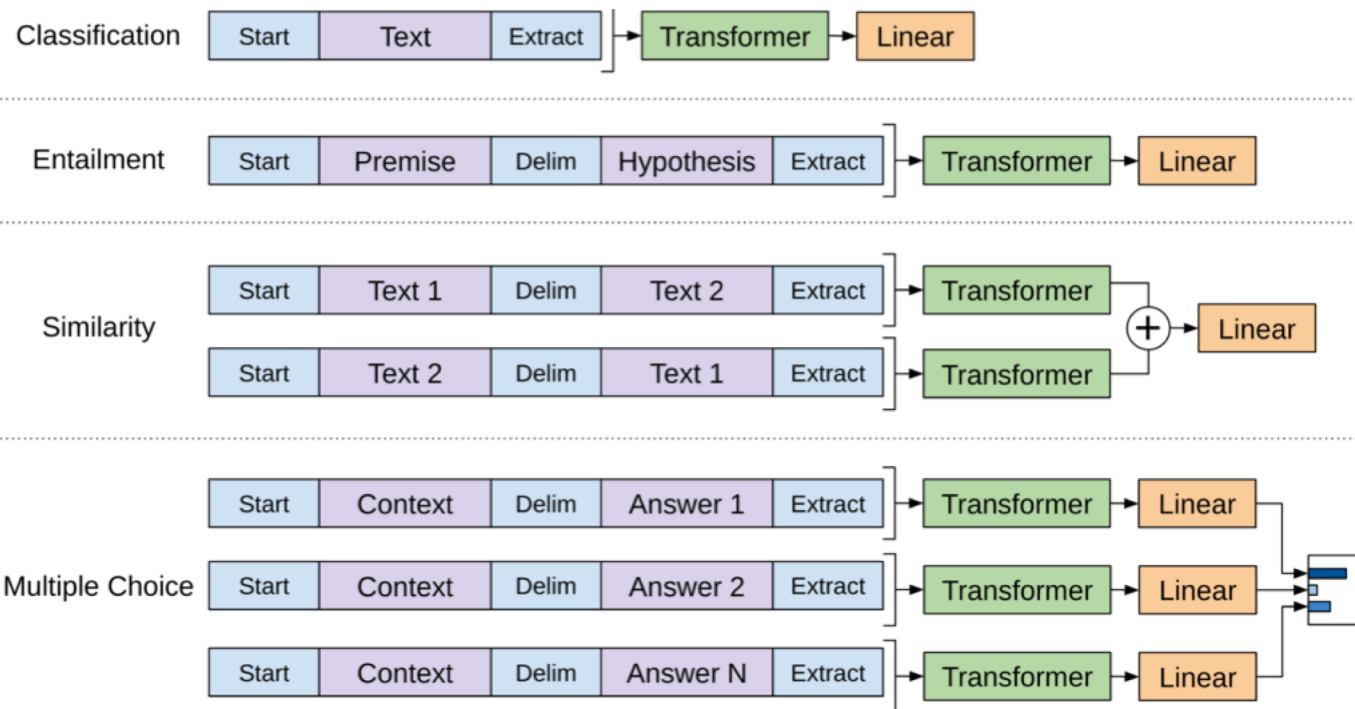 Classification Start Text Extract Transformer Linear
Entailment Start Premise Delim Hypothesis Extract Transformer Linear
Start Text 1 Delim Text 2 Extract Transformer
Similarity + Linear
Start Text 2 Delim Text 1 Extract Transformer
Start Context Delim Answer 1 Extract Transformer Linear
Multiple Choice Start Context Delim Answer 2 Extract Transformer Linear
Start Context Delim Answer N Extract Transformer Linear